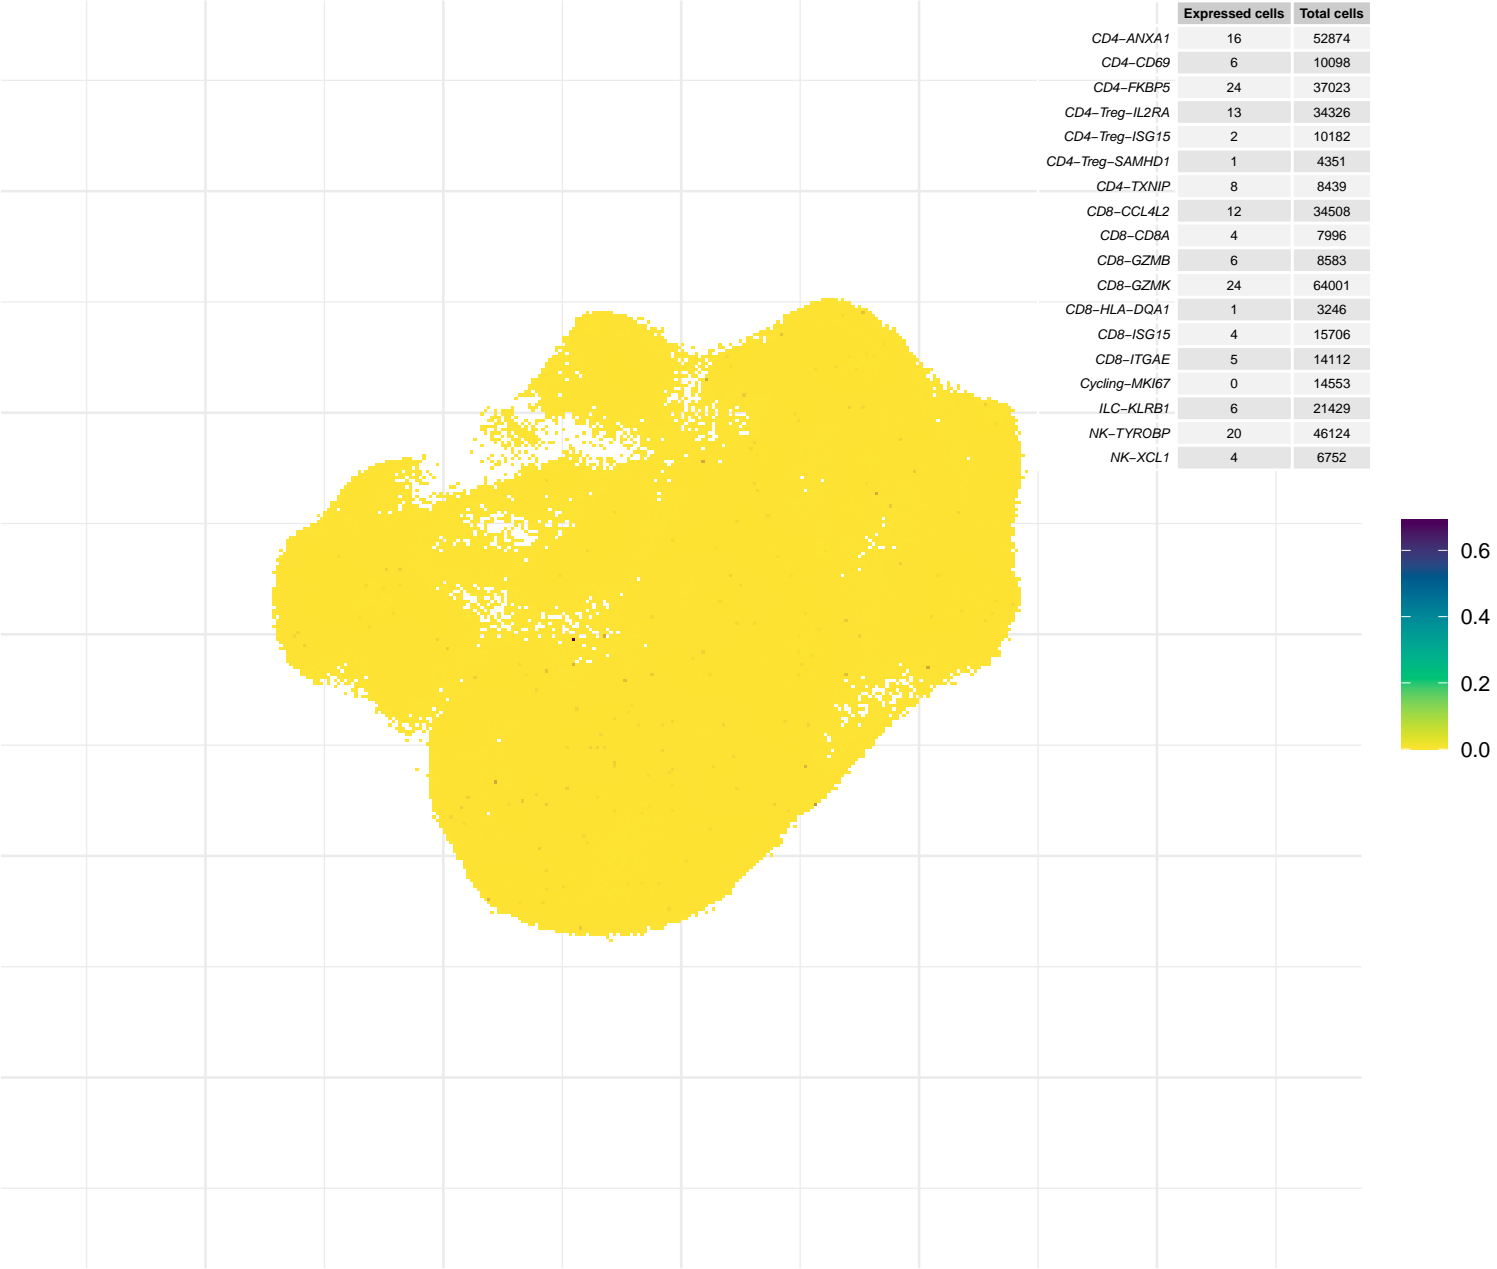 Expressed cells Total cells
CD4−ANXA1 16 52874
CD4−CD69 6 10098
CD4−FKBP5 24 37023
CD4−Treg−IL2RA 13 34326
CD4−Treg−ISG15 2 10182
CD4−Treg−SAMHD1 1 4351
CD4−TXNIP 8 8439
CD8−CCL4L2 12 34508
CD8−CD8A 4 7996
CD8−GZMB 6 8583
CD8−GZMK 24 64001
CD8−HLA−DQA1 1 3246
CD8−ISG15 4 15706
CD8−ITGAE 5 14112
Cycling−MKI67 0 14553
ILC−KLRB1 6 21429
NK−TYROBP 20 46124
NK−XCL1 4 6752
0.6
0.4
0.2
0.0